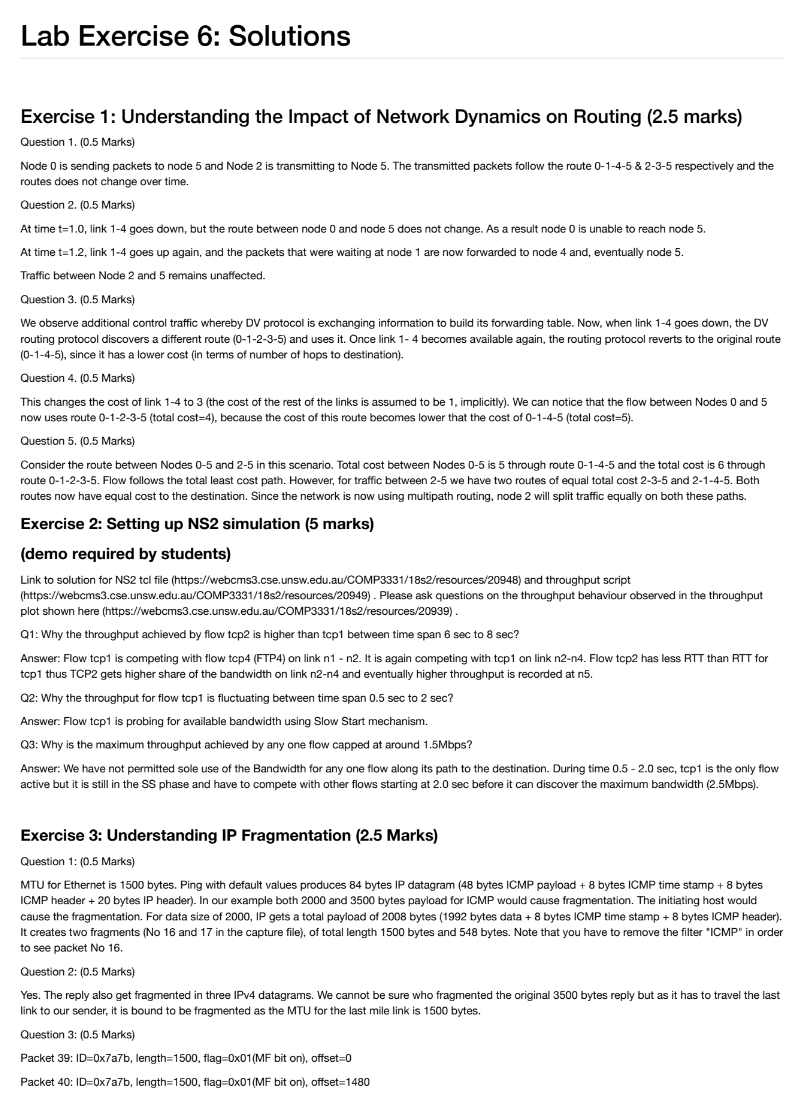 Lab Exercise 6: Solutions
Exercise 1: Understanding the Impact of Network Dynamics on Routing (2.5 marks)
Question 1. (0.5 Marks)
Node 0 is sending packets to node 5 and Node 2 is transmitting to Node 5. The transmitted packets follow the route 0-1-4-5 & 2-3-5 respectively and the
routes does not change over time.
Question 2. (0.5 Marks)
At time t=1.0, link 1-4 goes down, but the route between node 0 and node 5 does not change. As a result node 0 is unable to reach node 5.
At time t=1.2, link 1-4 goes up again, and the packets that were waiting at node 1 are now forwarded to node 4 and, eventually node 5.
Traffic between Node 2 and 5 remains unaffected.
Question 3. (0.5 Marks)
We observe additional control traffic whereby DV protocol is exchanging information to build its forwarding table. Now, when link 1-4 goes down, the DV
routing protocol discovers a different route (0-1-2-3-5) and uses it. Once link 1- 4 becomes available again, the routing protocol reverts to the original route
(0-1-4-5), since it has a lower cost (in terms of number of hops to destination).
Question 4. (0.5 Marks)
This changes the cost of link 1-4 to 3 (the cost of the rest of the links is assumed to be 1, implicitly). We can notice that the flow between Nodes 0 and 5
now uses route 0-1-2-3-5 (total cost=4), because the cost of this route becomes lower that the cost of 0-1-4-5 (total cost=5).
Question 5. (0.5 Marks)
Consider the route between Nodes 0-5 and 2-5 in this scenario. Total cost between Nodes 0-5 is 5 through route 0-1-4-5 and the total cost is 6 through
route 0-1-2-3-5. Flow follows the total least cost path. However, for traffic between 2-5 we have two routes of equal total cost 2-3-5 and 2-1-4-5. Both
routes now have equal cost to the destination. Since the network is now using multipath routing, node 2 will split traffic equally on both these paths.
Exercise 2: Setting up NS2 simulation (5 marks)
(demo required by students)
Link to solution for NS2 tcl file (https://webcms3.cse.unsw.edu.au/COMP3331/18s2/resources/20948) and throughput script
(https://webcms3.cse.unsw.edu.au/COMP3331/18s2/resources/20949) . Please ask questions on the throughput behaviour observed in the throughput
plot shown here (https://webcms3.cse.unsw.edu.au/COMP3331/18s2/resources/20939) .
Q1: Why the throughput achieved by flow tcp2 is higher than tcp1 between time span 6 sec to 8 sec?
Answer: Flow tcp1 is competing with flow tcp4 (FTP4) on link n1 - n2. It is again competing with tcp1 on link n2-n4. Flow tcp2 has less RTT than RTT for
tcp1 thus TCP2 gets higher share of the bandwidth on link n2-n4 and eventually higher throughput is recorded at n5.
Q2: Why the throughput for flow tcp1 is fluctuating between time span 0.5 sec to 2 sec?
Answer: Flow tcp1 is probing for available bandwidth using Slow Start mechanism.
Q3: Why is the maximum throughput achieved by any one flow capped at around 1.5Mbps?
Answer: We have not permitted sole use of the Bandwidth for any one flow along its path to the destination. During time 0.5 - 2.0 sec, tcp1 is the only flow
active but it is still in the SS phase and have to compete with other flows starting at 2.0 sec before it can discover the maximum bandwidth (2.5Mbps).
Exercise 3: Understanding IP Fragmentation (2.5 Marks)
Question 1: (0.5 Marks)
MTU for Ethernet is 1500 bytes. Ping with default values produces 84 bytes IP datagram (48 bytes ICMP payload + 8 bytes ICMP time stamp + 8 bytes
ICMP header + 20 bytes IP header). In our example both 2000 and 3500 bytes payload for ICMP would cause fragmentation. The initiating host would
cause the fragmentation. For data size of 2000, IP gets a total payload of 2008 bytes (1992 bytes data + 8 bytes ICMP time stamp + 8 bytes ICMP header).
It creates two fragments (No 16 and 17 in the capture file), of total length 1500 bytes and 548 bytes. Note that you have to remove the filter "ICMP" in order
to see packet No 16.
Question 2: (0.5 Marks)
Yes. The reply also get fragmented in three IPv4 datagrams. We cannot be sure who fragmented the original 3500 bytes reply but as it has to travel the last
link to our sender, it is bound to be fragmented as the MTU for the last mile link is 1500 bytes.
Question 3: (0.5 Marks)
Packet 39: ID=0x7a7b, length=1500, flag=0x01(MF bit on), offset=0
Packet 40: ID=0x7a7b, length=1500, flag=0x01(MF bit on), offset=1480